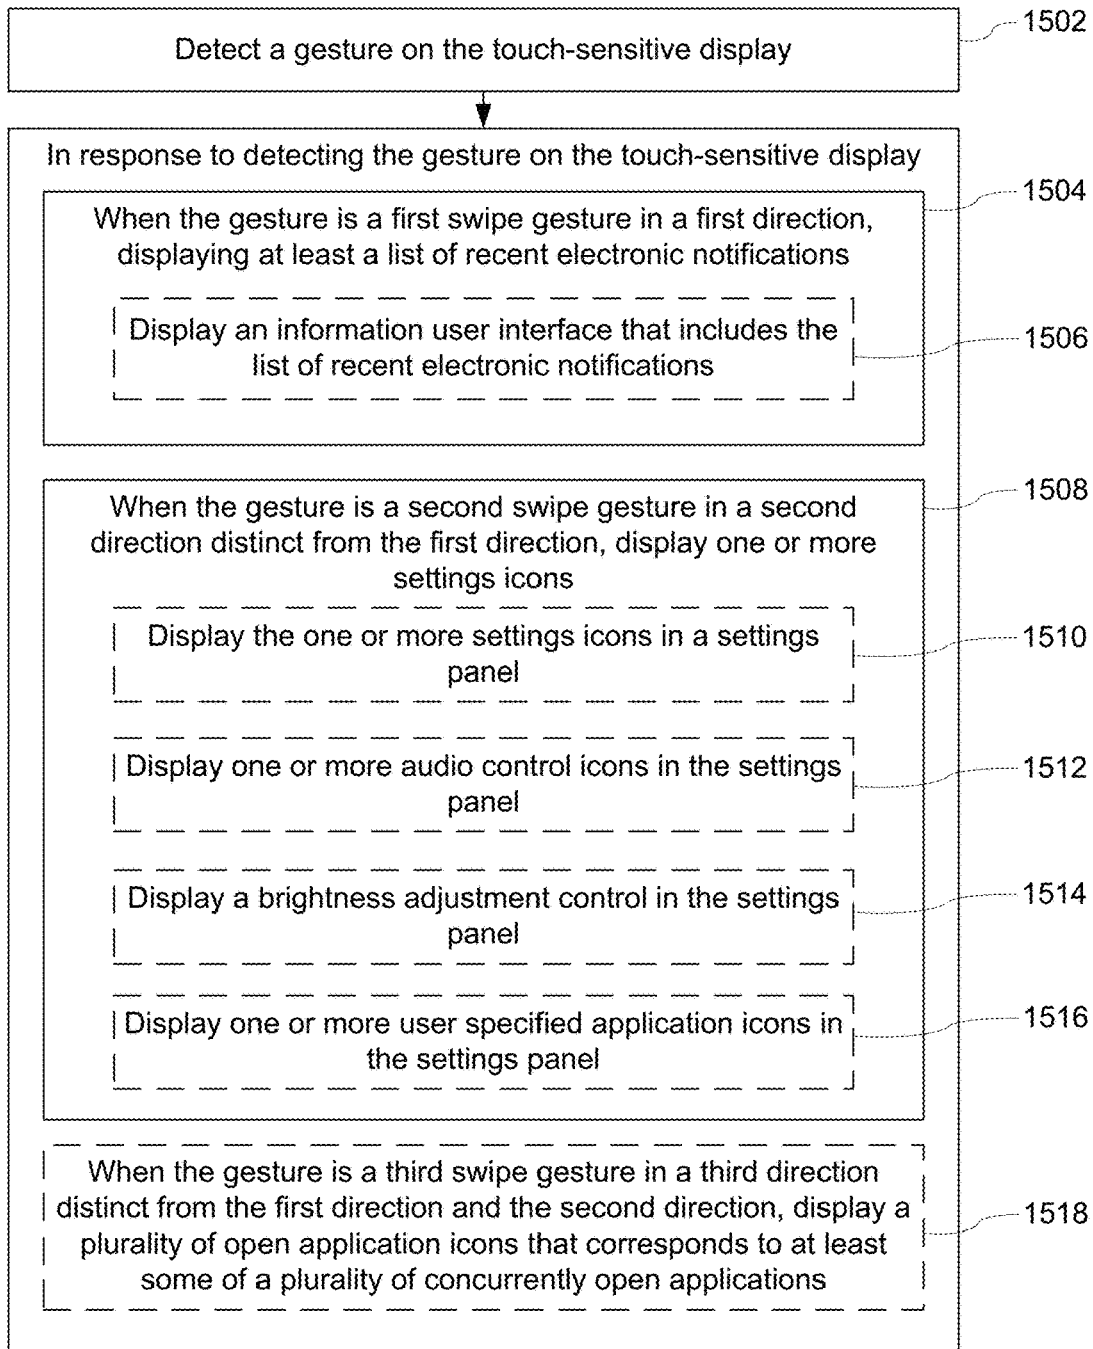 Detect a gesture on the touch-sensitive display
1502
In response to detecting the gesture on the touch-sensitive display
1504
When the gesture is a first swipe gesture in a first direction,
displaying at least a list of recent electronic notifications
Display an information user interface that includes the
list of recent electronic notifications
1506
1508
When the gesture is a second swipe gesture in a second
direction distinct from the first direction, display one or more
settings icons
Display the one or more settings icons in a settings
panel
1510
Display one or more audio control icons in the settings
panel
1512
Display a brightness adjustment control in the settings
panel
1514
Display one or more user specified application icons in
the settings panel
1516
When the gesture is a third swipe gesture in a third direction
distinct from the first direction and the second direction, display a
plurality of open application icons that corresponds to at least
some of a plurality of concurrently open applications
1518